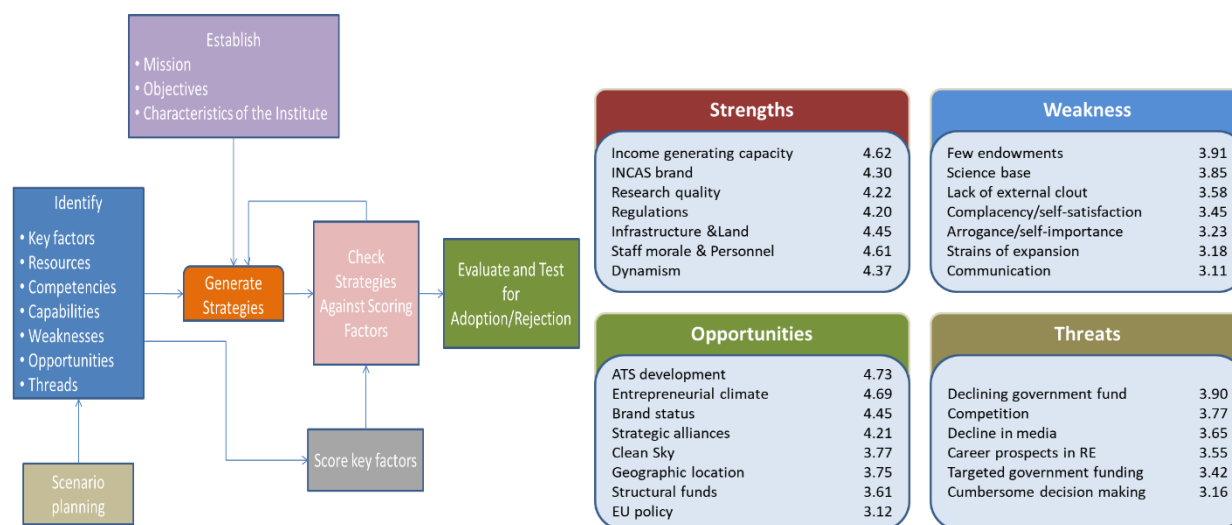 Establish
• Mission
• Objectives
• Characteristics of the Institute
Identify
• Key factors
• Resources
• Competencies
• Capabilities
• Weaknesses
• Opportunities
• Threads
Scenario
planning
Generate
Strategies
Check
Strategies
Against Scoring
Factors
Score key factors
Evaluate and Test
for
Adoption/Rejection
Strengths
Income generating capacity 4.62
INCAS brand 4.30
Research quality 4.22
Regulations 4.20
Infrastructure &Land 4.45
Staff morale & Personnel 4.61
Dynamism 4.37
Weakness
Few endowments 3.91
Science base 3.85
Lack of external clout 3.58
Complacency/self-satisfaction 3.45
Arrogance/self-importance 3.23
Strains of expansion 3.18
Communication 3.11
Opportunities
ATS development 4.73
Entrepreneurial climate 4.69
Brand status 4.45
Strategic alliances 4.21
Clean Sky 3.77
Geographic location 3.75
Structural funds 3.61
EU policy 3.12
Threats
Declining government fund 3.90
Competition 3.77
Decline in media 3.65
Career prospects in RE 3.55
Targeted government funding 3.42
Cumbersome decision making 3.16